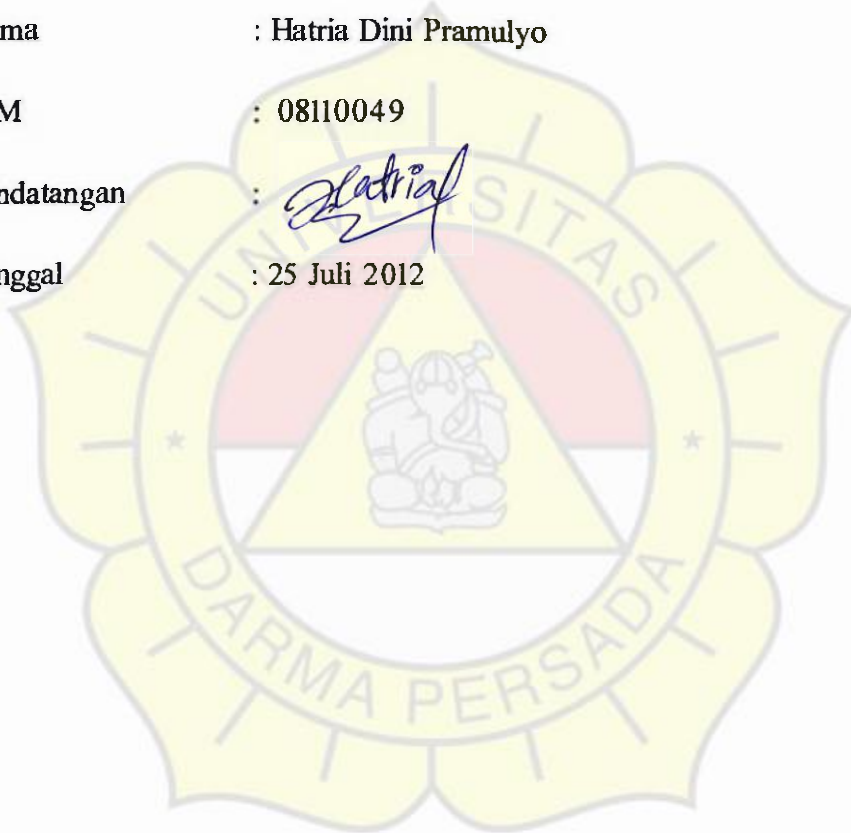 ma : Hatria Dini Pramulyo
M : 08110049
ndatangan : Hatria
nggal : 25 Juli 2012
UNIVERSITAS
DARMA PERSADA